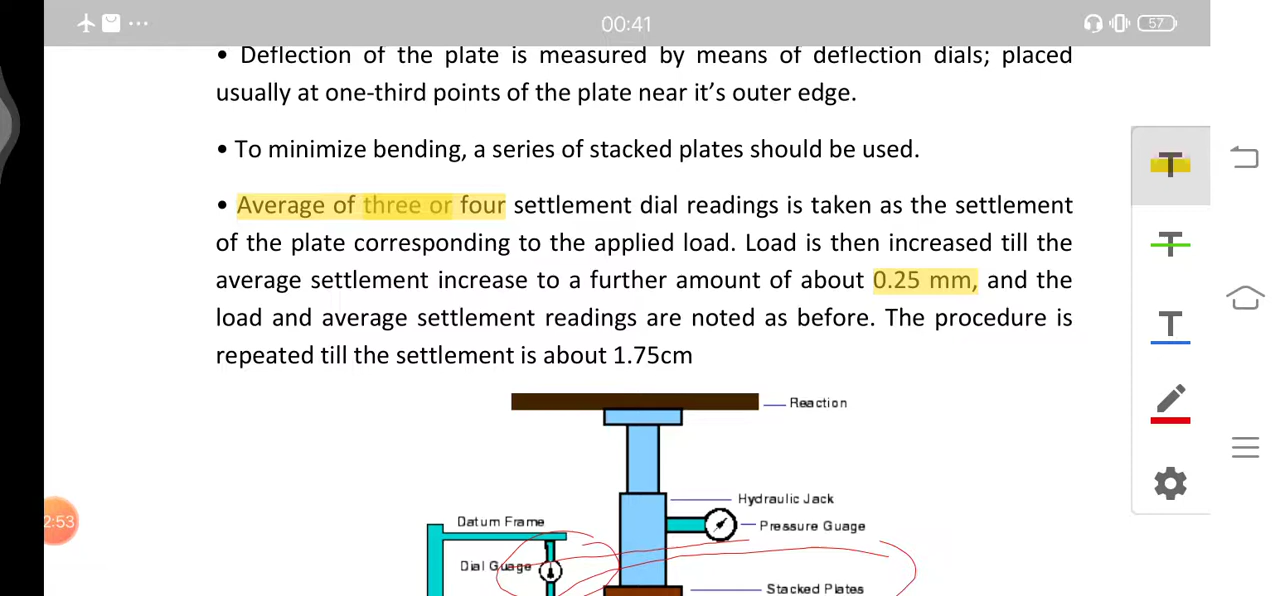 00:41
57
• Deflection of the plate is measured by means of deflection dials; placed
usually at one-third points of the plate near it's outer edge.
• To minimize bending, a series of stacked plates should be used.
• Average of three or four settlement dial readings is taken as the settlement
of the plate corresponding to the applied load. Load is then increased till the
average settlement increase to a further amount of about 0.25 mm, and the
load and average settlement readings are noted as before. The procedure is
repeated till the settlement is about 1.75cm
Reaction
Hydraulic Jack
Datum Frame
Pressure Guage
Dial Guage
Stacked Plates
2:53
T
T
T